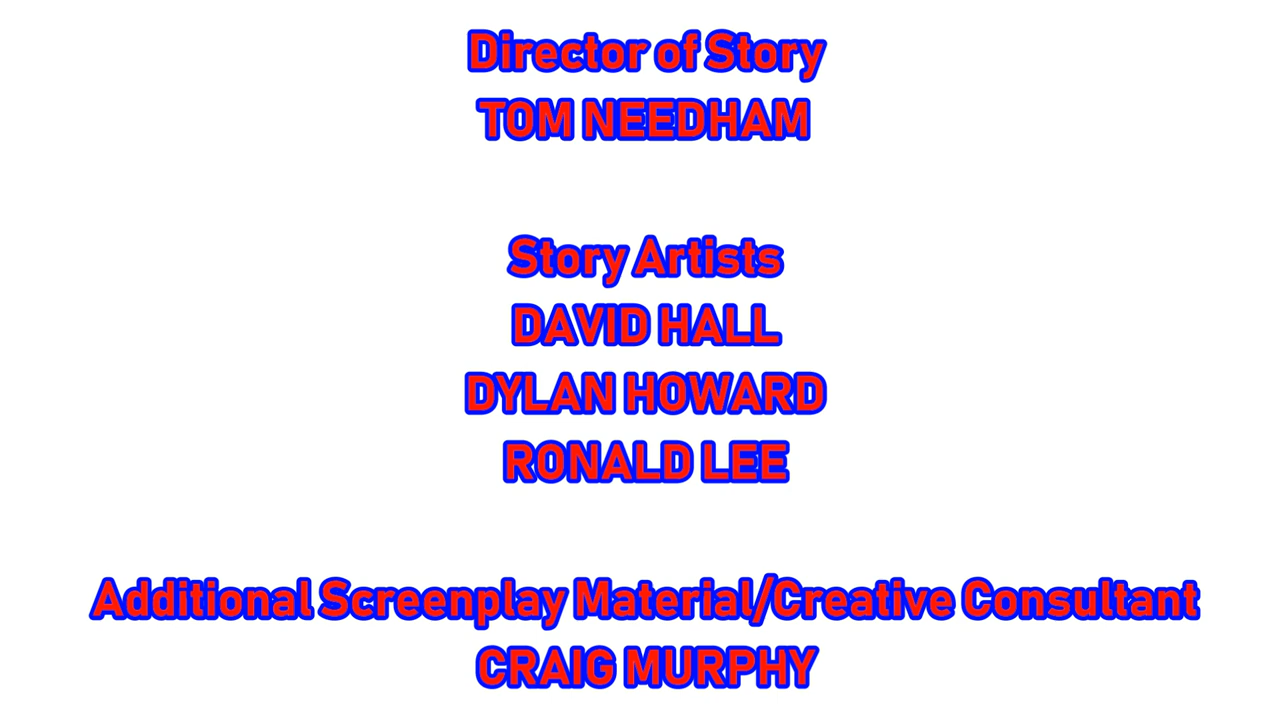 Director of Story
TOM NEEDHAM
Story Artists
DAVID HALL
DYLAN HOWARD
RONALD LEE
Additional Screenplay Material/Creative Consultant
CRAIG MURPHY